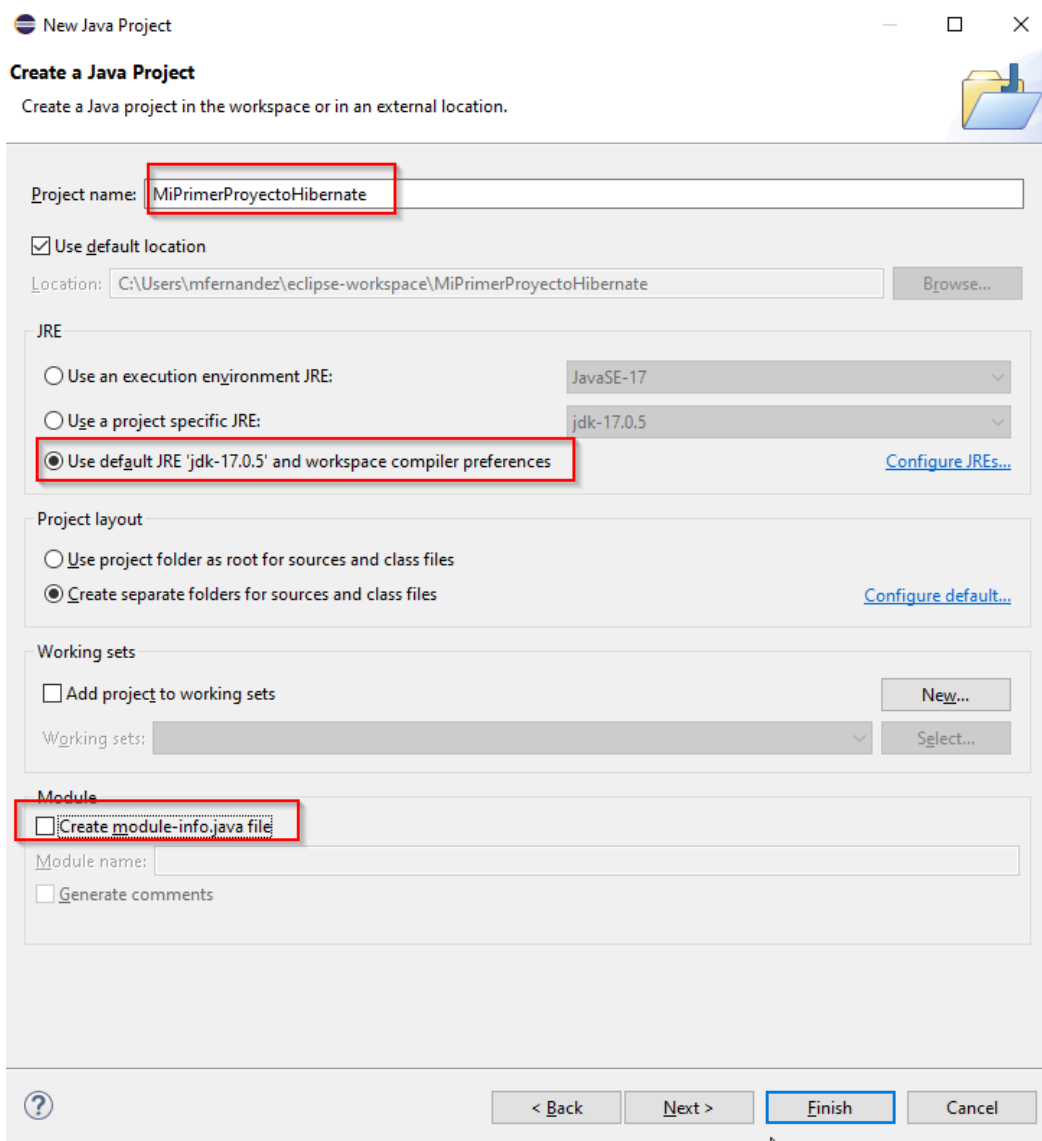 New Java Project
Create a Java Project
Create a Java project in the workspace or in an external location.
Project name: MiPrimerProyectoHibernate
Use default location
Location: C:\Users\mfernandez\eclipse-workspace\MiPrimerProyectoHibernate Browse...
JRE
Use an execution environment JRE: JavaSE-17
Use a project specific JRE: jdk-17.0.5
Use default JRE 'jdk-17.0.5' and workspace compiler preferences Configure JREs...
Project layout
Use project folder as root for sources and class files
Create separate folders for sources and class files Configure default...
Working sets
Add project to working sets New...
Working sets: Select...
Module
Create module-info.java file
Module name:
Generate comments
? < Back Next > Finish Cancel